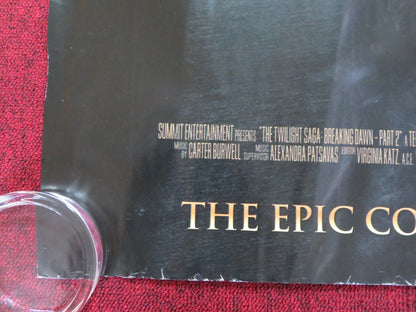 SUMMIT ENTERTAINMENT PRESENTS "THE TWILIGHT SAGA: BREAKING DAWN - PART 2" A TE
MUSIC BY CARTER BURWELL MUSIC SUPERVISOR ALEXANDRA PATSAVAS EDITOR VIRGINIA KATZ, A.C.E.
THE EPIC CO